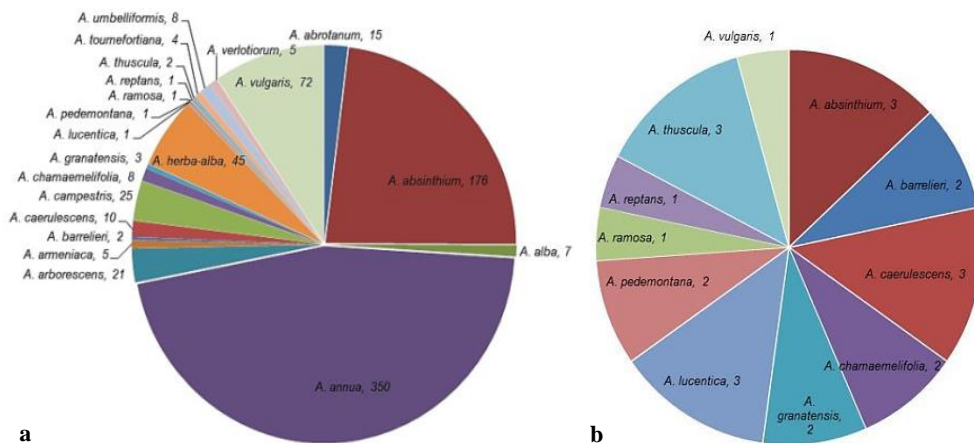 A. umbelliformis, 8
A. tournefortiana, 4
A. thuscula, 2
A. reptans, 1
A. ramosa, 1
A. pedemontana, 1
A. lucentica, 1
A. granatensis, 3
A. chamaemelifolia, 8
A. campestris, 25
A. caerulescens, 10
A. barrelieri, 2
A. armeniaca, 5
A. arborescens, 21
A. herba-alba, 45
A. verlotiorum, 5
A. vulgaris, 72
A. abrotanum, 15
A. absinthium, 176
A. alba, 7
A. annua, 350
a
A. vulgaris, 1
A. absinthium, 3
A. barrelieri, 2
A. caerulescens, 3
A. chamaemelifolia, 2
A.
granatensis,
2
A. lucentica, 3
A. pedemontana, 2
A. ramosa, 1
A. reptans, 1
A. thuscula, 3
b